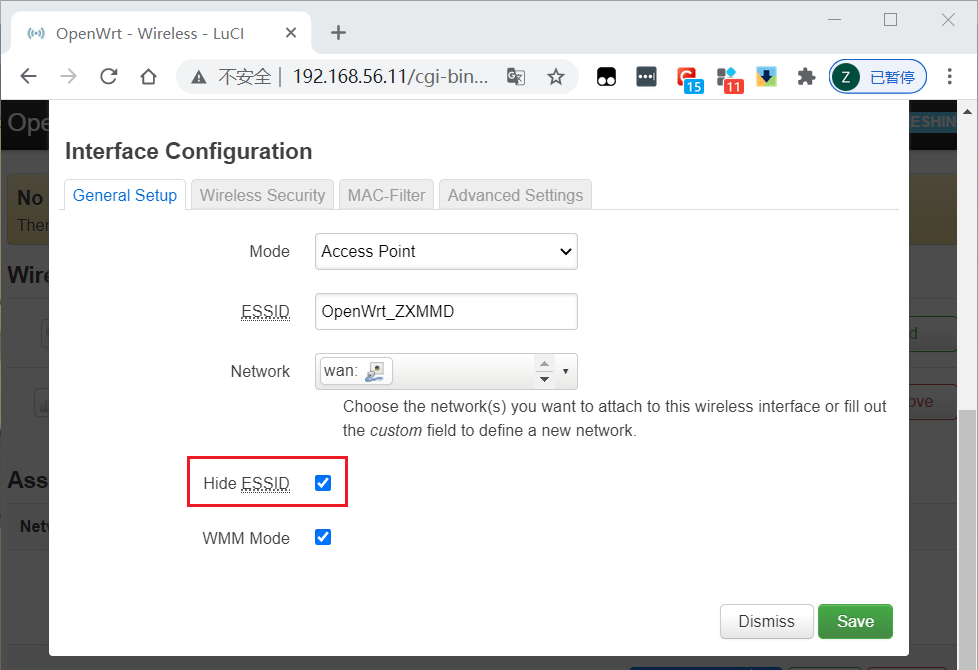 OpenWrt - Wireless - LuCI
不安全 | 192.168.56.11/cgi-bin...
15
11
Z 已暂停
Ope
ESHIN
Interface Configuration
General Setup Wireless Security MAC-Filter Advanced Settings
No
Ther
Mode Access Point
Wire
ESSID OpenWrt_ZXMMD
d
Network wan:
ove
Choose the network(s) you want to attach to this wireless interface or fill out
the custom field to define a new network.
Ass
Hide ESSID
Netw
WMM Mode
Dismiss Save